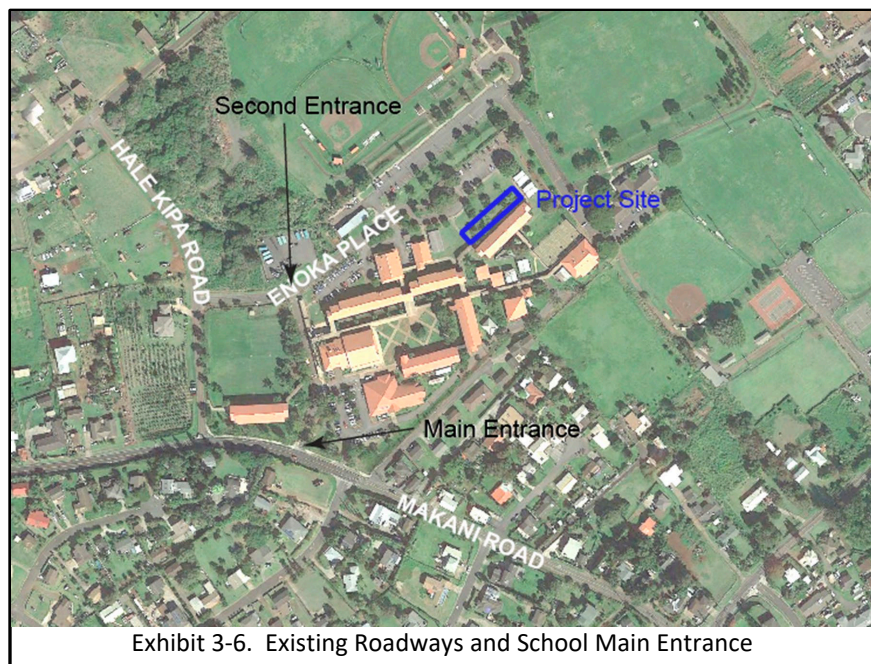 Second Entrance
HALE KIPA ROAD
Project Site
ENOKA PLACE
Main Entrance
MAKANI ROAD
Exhibit 3-6. Existing Roadways and School Main Entrance